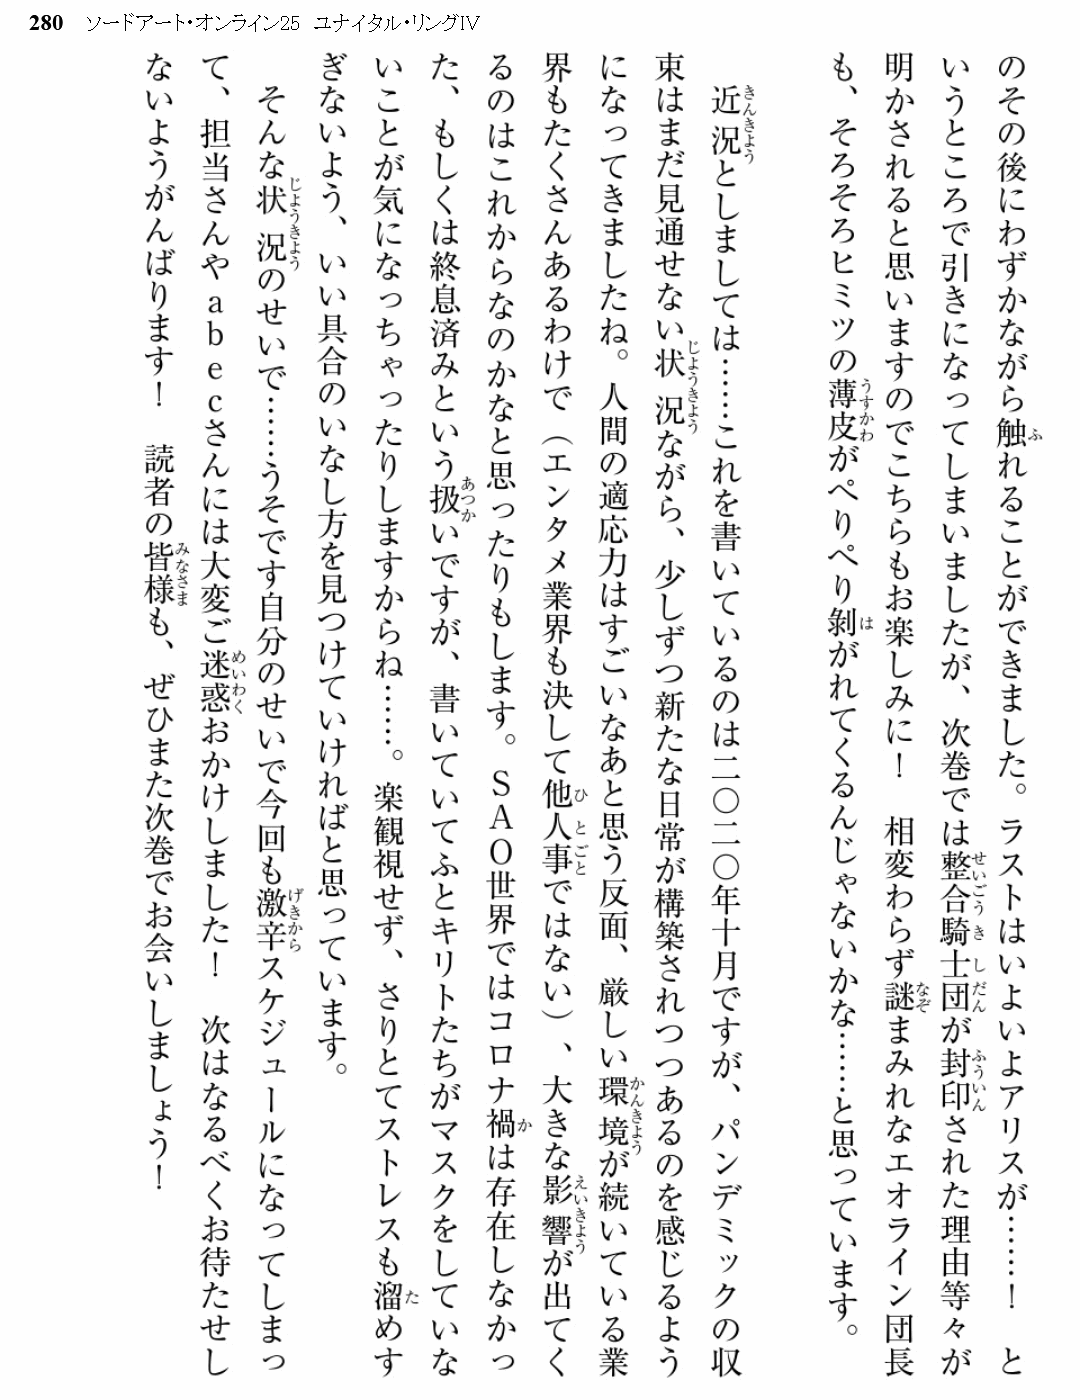 280 ソードアート・オンライン25 ユナイタル・リングⅣ
のその後にわずかながら触れることができました。ラストはいよいよアリスが……！　と
いうところで引きになってしまいましたが、次巻では整合騎士団が封印された理由等々が
明かされると思いますのでこちらもお楽しみに！　相変わらず謎まみれなエオライン団長
も、そろそろヒミツの薄皮がぺりぺり剝がれてくるんじゃないかな……と思っています。
近況としましては……これを書いているのは二〇二〇年十月ですが、パンデミックの収
束はまだ見通せない状況ながら、少しずつ新たな日常が構築されつつあるのを感じるよう
になってきましたね。人間の適応力はすごいなあと思う反面、厳しい環境が続いている業
界もたくさんあるわけで（エンタメ業界も決して他人事ではない）、大きな影響が出てく
るのはこれからなのかなと思ったりもします。ＳＡＯ世界ではコロナ禍は存在しなかっ
た、もしくは終息済みという扱いですが、書いていてふとキリトたちがマスクをしていな
いことが気になっちゃったりしますからね……。楽観視せず、さりとてストレスも溜めす
ぎないよう、いい具合のいなし方を見つけていければと思っています。
そんな状況のせいで……うそです自分のせいで今回も激辛スケジュールになってしまっ
て、担当さんやａｂｅｃさんには大変ご迷惑おかけしました！　次はなるべくお待たせし
ないようがんばります！　読者の皆様も、ぜひまた次巻でお会いしましょう！